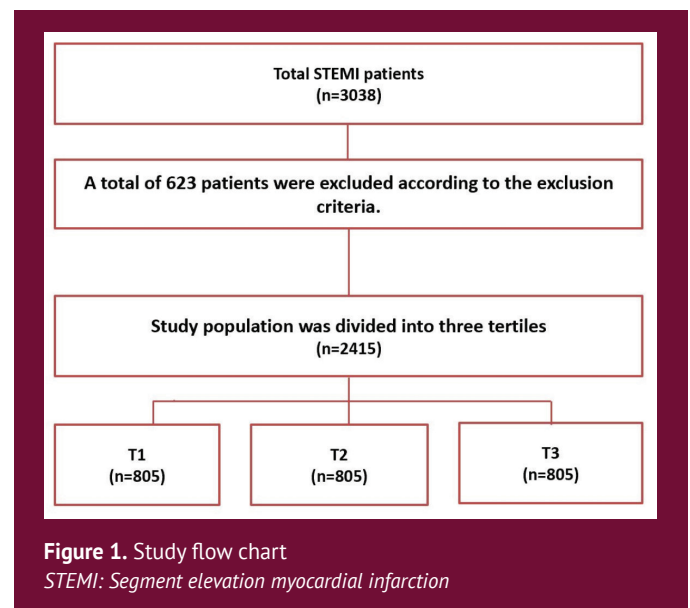 Total STEMI patients
(n=3038)
A total of 623 patients were excluded according to the exclusion
criteria.
Study population was divided into three tertiles
(n=2415)
T1
(n=805)
T2
(n=805)
T3
(n=805)
Figure 1. Study flow chart
STEMI: Segment elevation myocardial infarction